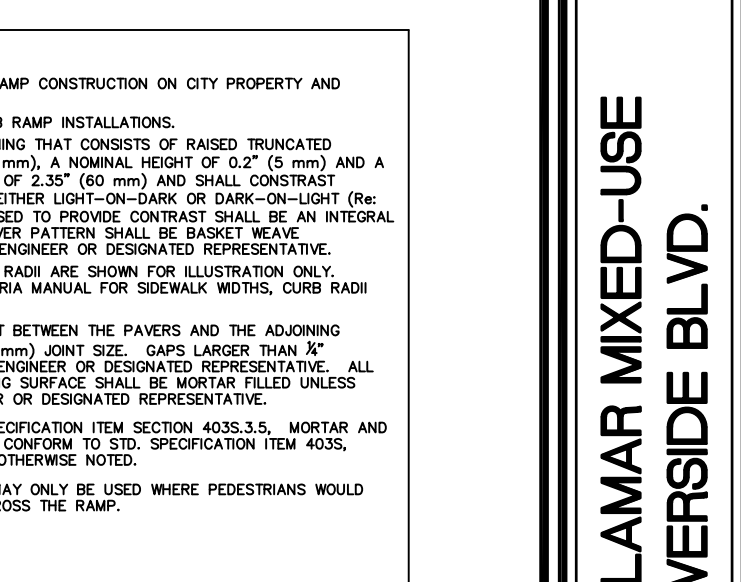 AMP CONSTRUCTION ON CITY PROPERTY AND
RAMP INSTALLATIONS.
ING THAT CONSISTS OF RAISED TRUNCATED
mm), A NOMINAL HEIGHT OF 0.2" (5 mm) AND A
OF 2.35" (60 mm) AND SHALL CONSTRAST
EITHER LIGHT-ON-DARK OR DARK-ON-LIGHT (Re:
SED TO PROVIDE CONTRAST SHALL BE AN INTEGRAL
VER PATTERN SHALL BE BASKET WEAVE
ENGINEER OR DESIGNATED REPRESENTATIVE.
RADII ARE SHOWN FOR ILLUSTRATION ONLY.
RIA MANUAL FOR SIDEWALK WIDTHS, CURB RADII
T BETWEEN THE PAVERS AND THE ADJOINING
mm) JOINT SIZE. GAPS LARGER THAN ¼"
ENGINEER OR DESIGNATED REPRESENTATIVE. ALL
G SURFACE SHALL BE MORTAR FILLED UNLESS
R OR DESIGNATED REPRESENTATIVE.
ECIFICATION ITEM SECTION 403S.3.5, MORTAR AND
CONFORM TO STD. SPECIFICATION ITEM 403S,
OTHERWISE NOTED.
MAY ONLY BE USED WHERE PEDESTRIANS WOULD
ROSS THE RAMP.
LAMAR MIXED-USE
VERSIDE BLVD.